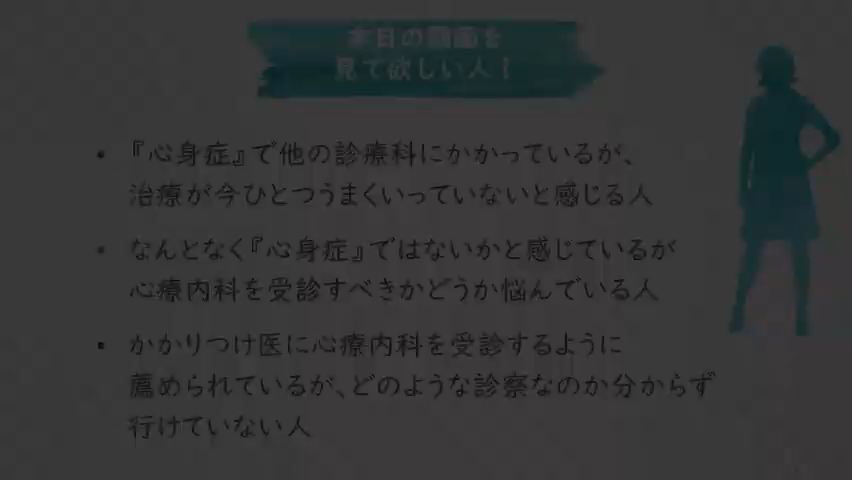 本日の動画を
見て欲しい人！
• 『心身症』で他の診療科にかかっているが、
治療が今ひとつうまくいっていないと感じる人
• なんとなく『心身症』ではないかと感じているが
心療内科を受診すべきかどうか悩んでいる人
• かかりつけ医に心療内科を受診するように
薦められているが、どのような診察なのか分からず
行けていない人